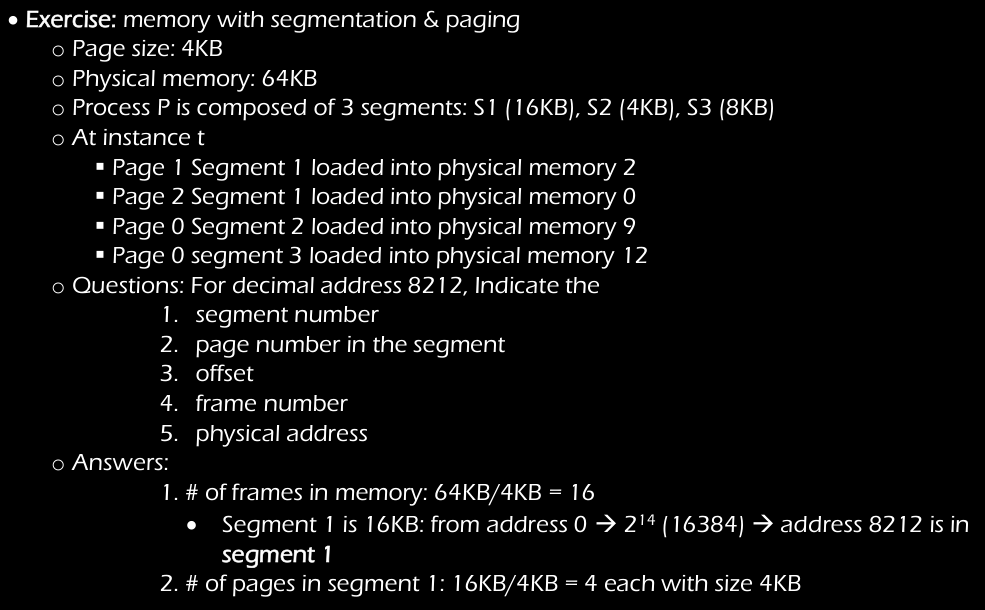 • Exercise: memory with segmentation & paging
o Page size: 4KB
o Physical memory: 64KB
o Process P is composed of 3 segments: S1 (16KB), S2 (4KB), S3 (8KB)
o At instance t
▪ Page 1 Segment 1 loaded into physical memory 2
▪ Page 2 Segment 1 loaded into physical memory 0
▪ Page 0 Segment 2 loaded into physical memory 9
▪ Page 0 segment 3 loaded into physical memory 12
o Questions: For decimal address 8212, Indicate the
1. segment number
2. page number in the segment
3. offset
4. frame number
5. physical address
o Answers:
1. # of frames in memory: 64KB/4KB = 16
• Segment 1 is 16KB: from address 0 → 2¹⁴ (16384) → address 8212 is in
segment 1
2. # of pages in segment 1: 16KB/4KB = 4 each with size 4KB